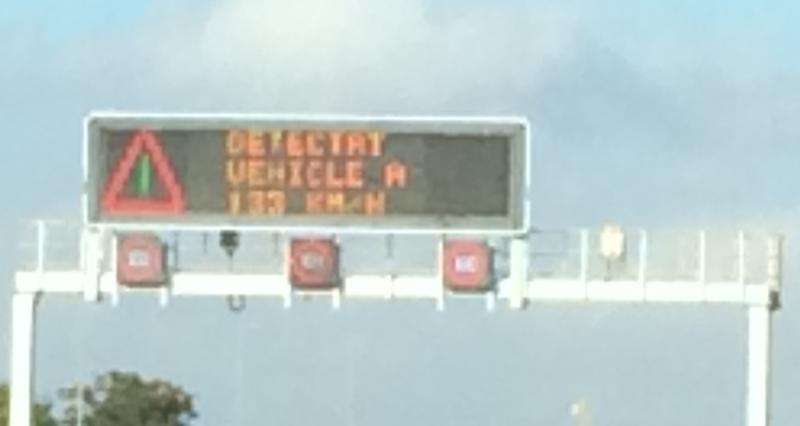 DETECTAT
VEHICLE A
133 KM/H